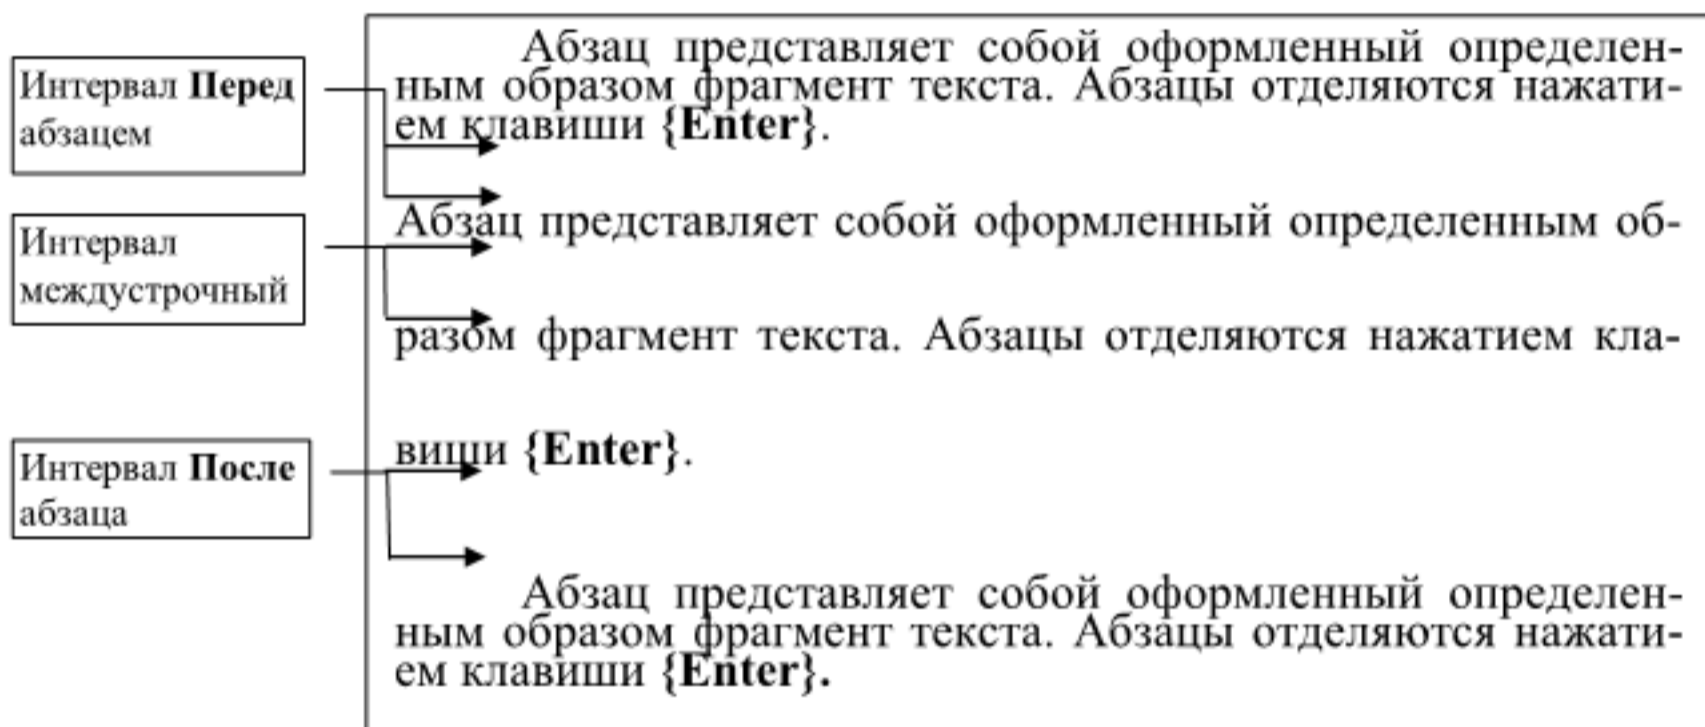 Интервал Перед
абзацем
Интервал
междустрочный
Интервал После
абзаца
Абзац представляет собой оформленный определен-
ным образом фрагмент текста. Абзацы отделяются нажати-
ем клавиши {Enter}.
Абзац представляет собой оформленный определенным об-
разом фрагмент текста. Абзацы отделяются нажатием кла-
виши {Enter}.
Абзац представляет собой оформленный определен-
ным образом фрагмент текста. Абзацы отделяются нажати-
ем клавиши {Enter}.